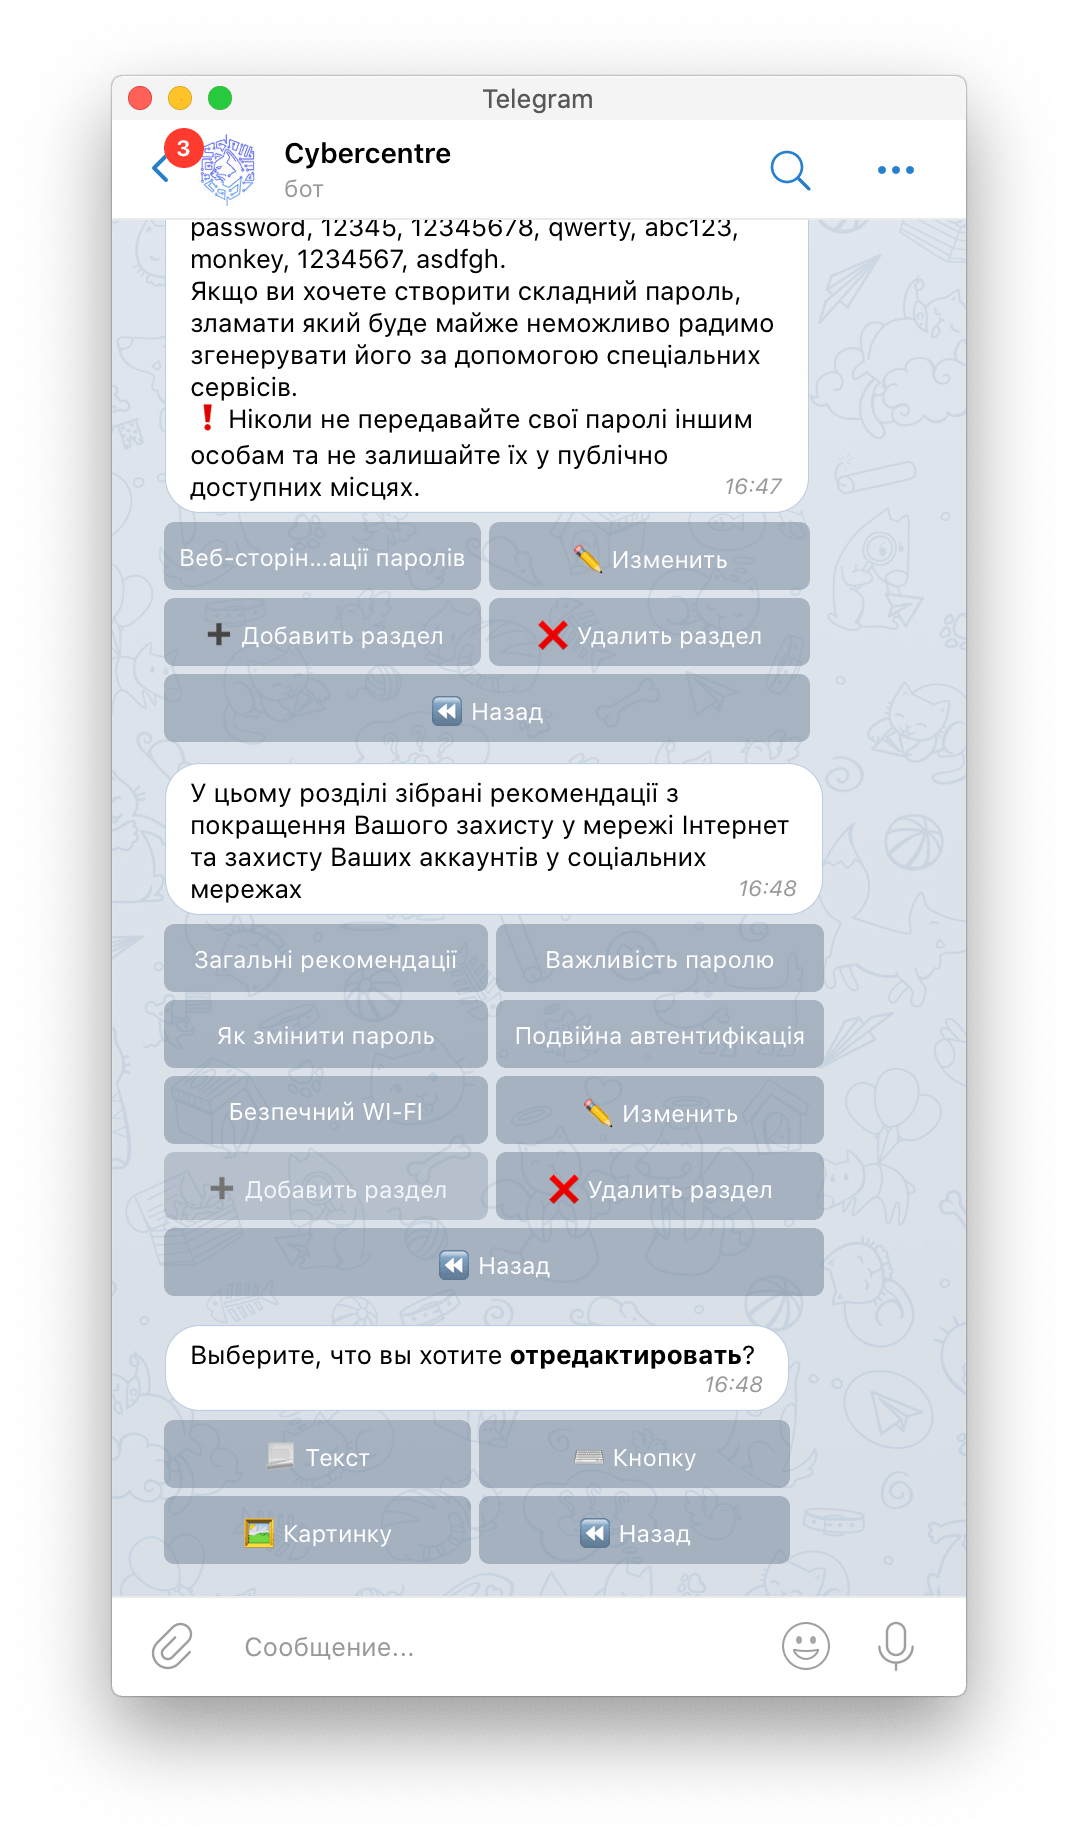 Telegram
3
Cybercentre
бот
password, 12345, 12345678, qwerty, abc123,
monkey, 1234567, asdfgh.
Якщо ви хочете створити складний пароль,
зламати який буде майже неможливо радимо
згенерувати його за допомогою спеціальних
сервісів.
❗ Ніколи не передавайте свої паролі іншим
особам та не залишайте їх у публічно
доступних місцях.
16:47
Веб-сторін...ації паролів
✏️ Изменить
➕ Добавить раздел
❌ Удалить раздел
⏪ Назад
У цьому розділі зібрані рекомендації з
покращення Вашого захисту у мережі Інтернет
та захисту Ваших аккаунтів у соціальних
мережах
16:48
Загальні рекомендації
Важливість паролю
Як змінити пароль
Подвійна автентифікація
Безпечний WI-FI
✏️ Изменить
➕ Добавить раздел
❌ Удалить раздел
⏪ Назад
Выберите, что вы хотите отредактировать?
16:48
Текст
⌨️ Кнопку
🖼️ Картинку
⏪ Назад
Сообщение...